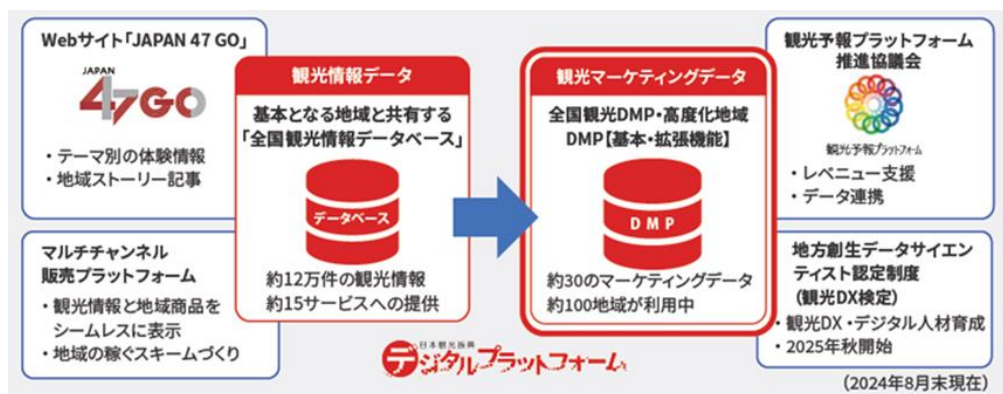 Webサイト「JAPAN 47 GO」
JAPAN
47GO
・テーマ別の体験情報
・地域ストーリー記事
マルチチャンネル
販売プラットフォーム
・観光情報と地域商品を
シームレスに表示
・地域の稼ぐスキームづくり
観光情報データ
基本となる地域と共有する
「全国観光情報データベース」
データベース
約12万件の観光情報
約15サービスへの提供
観光マーケティングデータ
全国観光DMP・高度化地域
DMP【基本・拡張機能】
DMP
約30のマーケティングデータ
約100地域が利用中
観光予報プラットフォーム
推進協議会
観光予報プラットフォーム
・レベニュー支援
・データ連携
地方創生データサイエン
ティスト認定制度
(観光DX検定)
・観光DX・デジタル人材育成
・2025年秋開始
日本観光振興
デジタルプラットフォーム
(2024年8月末現在)